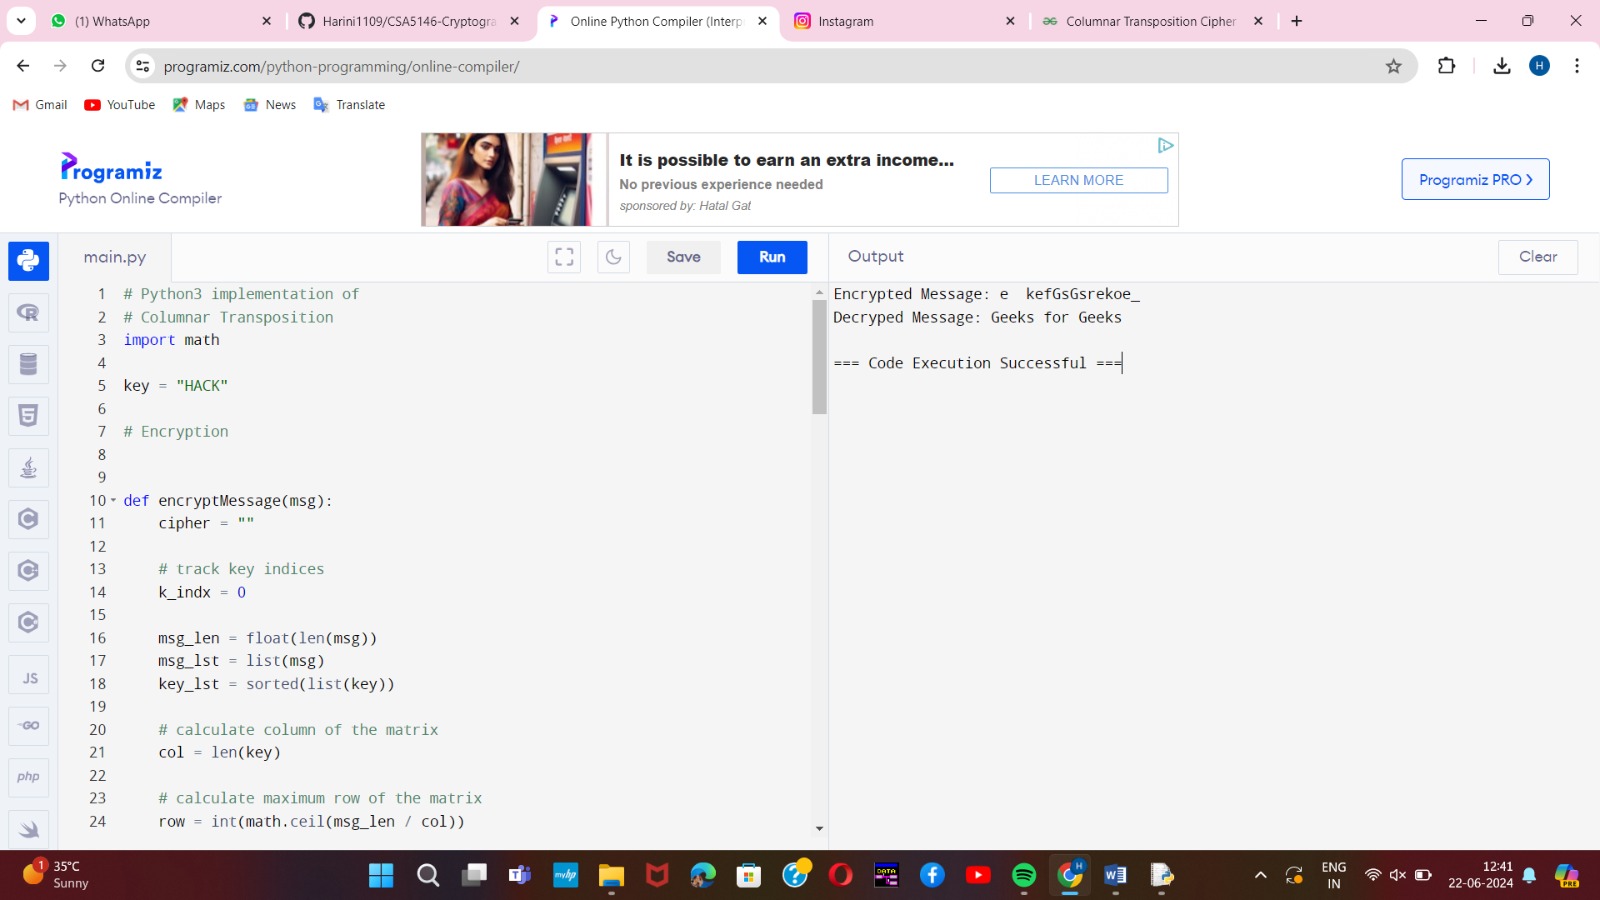 (1) WhatsApp
Harini1109/CSA5146-Cryptogra
Online Python Compiler (Interp
Instagram
Columnar Transposition Cipher
programiz.com/python-programming/online-compiler/
H
Gmail
YouTube
Maps
News
Translate
Programiz
Python Online Compiler
It is possible to earn an extra income...
No previous experience needed
sponsored by: Hatal Gat
LEARN MORE
Programiz PRO >
main.py
Save
Run
Output
Clear
1 # Python3 implementation of
2 # Columnar Transposition
3 import math
4
5 key = "HACK"
6
7 # Encryption
8
9
10 def encryptMessage(msg):
11 cipher = ""
12
13 # track key indices
14 k_indx = 0
15
16 msg_len = float(len(msg))
17 msg_lst = list(msg)
18 key_lst = sorted(list(key))
19
20 # calculate column of the matrix
21 col = len(key)
22
23 # calculate maximum row of the matrix
24 row = int(math.ceil(msg_len / col))
Encrypted Message: e  kefGsGsrekoe_
Decryped Message: Geeks for Geeks
=== Code Execution Successful ===
JS
GO
php
1
35°C
Sunny
myhp
DATA
H
ENG
IN
12:41
22-06-2024
PRE